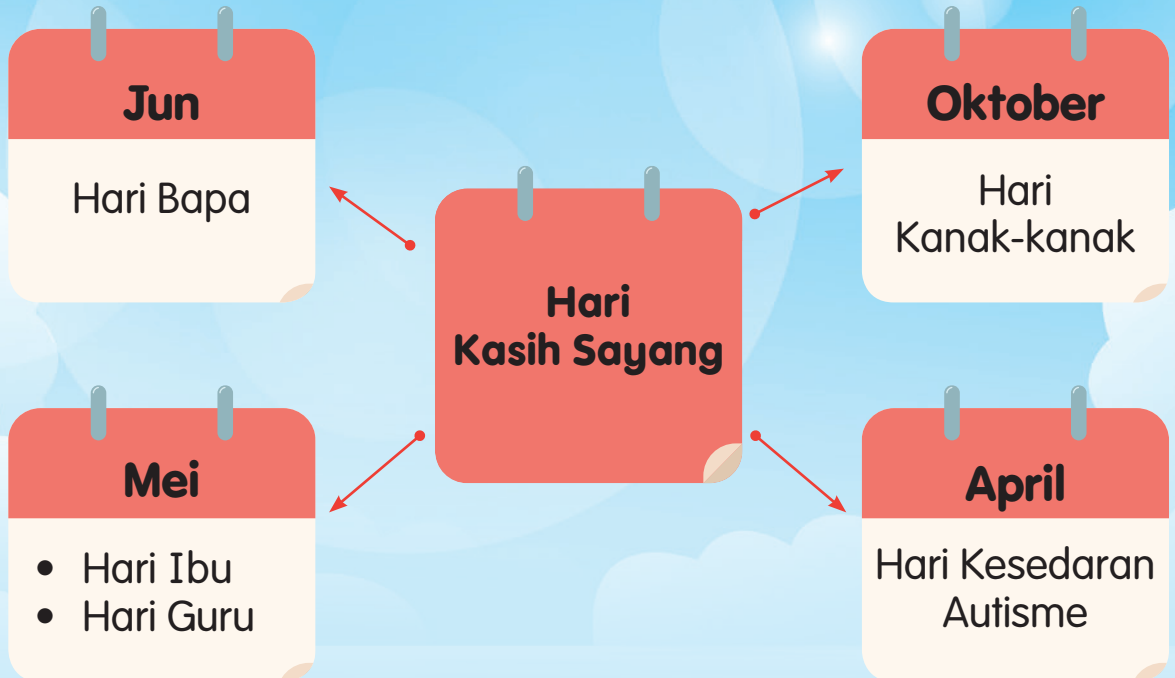 Jun
Hari Bapa
Oktober
Hari
Kanak-kanak
Hari
Kasih Sayang
Mei
• Hari Ibu
• Hari Guru
April
Hari Kesedaran
Autisme